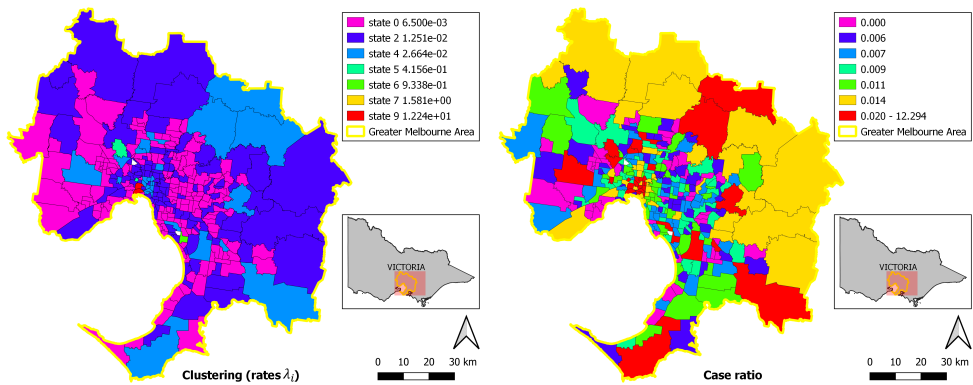 state 0 6.500e-03
state 2 1.251e-02
state 4 2.664e-02
state 5 4.156e-01
state 6 9.338e-01
state 7 1.581e+00
state 9 1.224e+01
Greater Melbourne Area
VICTORIA
0 10 20 30 km
Clustering (rates λi)
0.000
0.006
0.007
0.009
0.011
0.014
0.020 - 12.294
Greater Melbourne Area
VICTORIA
0 10 20 30 km
Case ratio